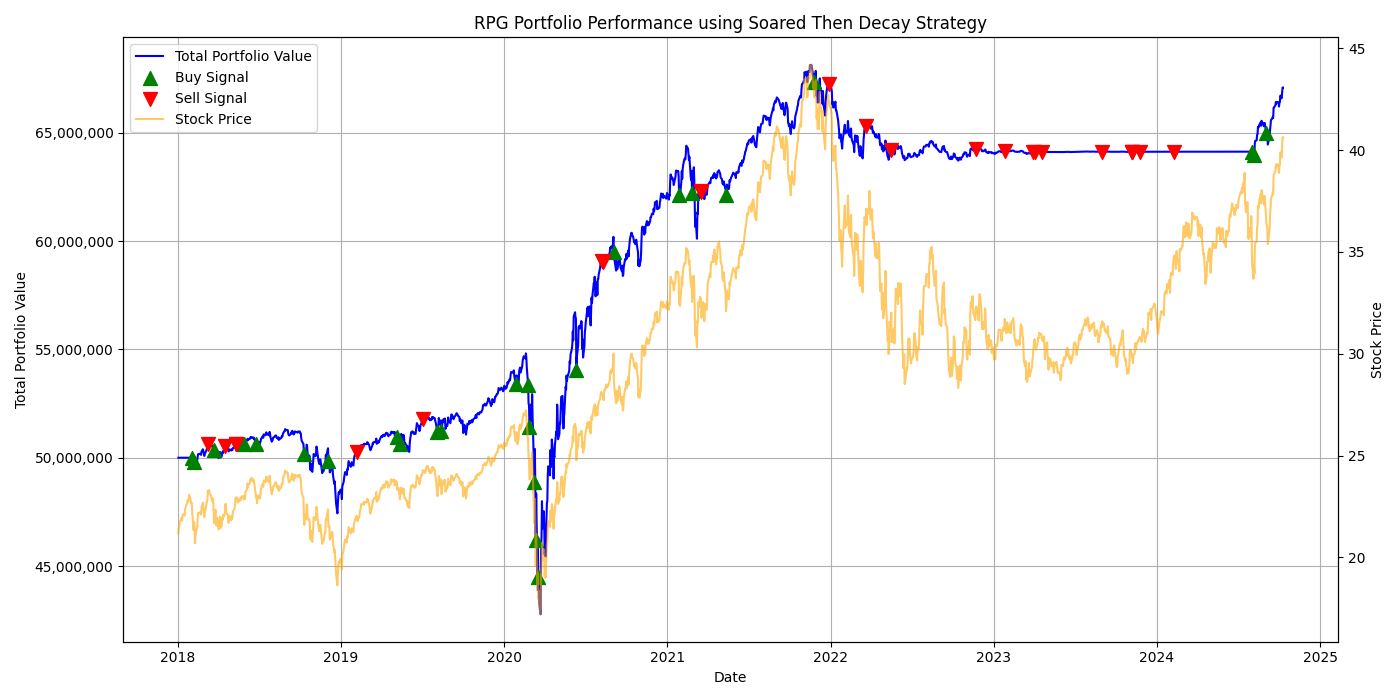 RPG Portfolio Performance using Soared Then Decay Strategy
Total Portfolio Value
Buy Signal
Sell Signal
Stock Price
65,000,000
60,000,000
55,000,000
50,000,000
45,000,000
Total Portfolio Value
45
40
35
30
25
20
Stock Price
2018
2019
2020
2021
2022
2023
2024
2025
Date